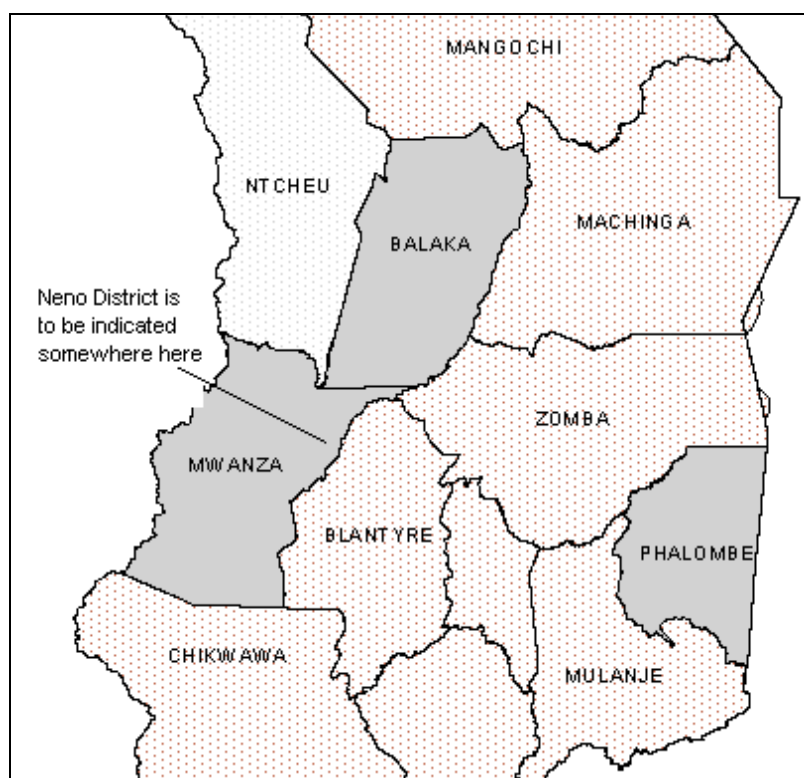 MANGOCHI
NTCHEU
MACHINGA
BALAKA
Neno District is
to be indicated
somewhere here
ZOMBA
MWANZA
BLANTYRE
PHALOMBE
CHIKWAWA
MULANJE